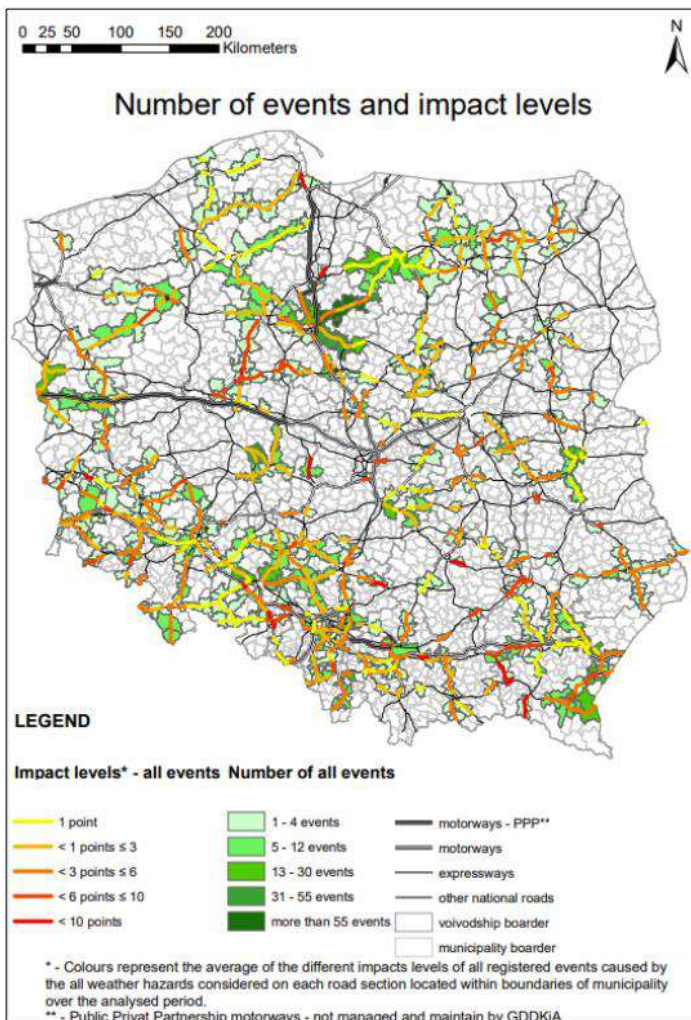 N
0 25 50 100 150 200
Kilometers
Number of events and impact levels
LEGEND
Impact levels* - all events Number of all events
1 point
< 1 points ≤ 3
< 3 points ≤ 6
< 6 points ≤ 10
< 10 points
1 - 4 events
5 - 12 events
13 - 30 events
31 - 55 events
more than 55 events
motorways - PPP**
motorways
expressways
other national roads
voivodship boarder
municipality boarder
* - Colours represent the average of the different impacts levels of all registered events caused by
the all weather hazards considered on each road section located within boundaries of municipality
over the analysed period.
** - Public Privat Partnership motorways - not managed and maintain by GDDKiA